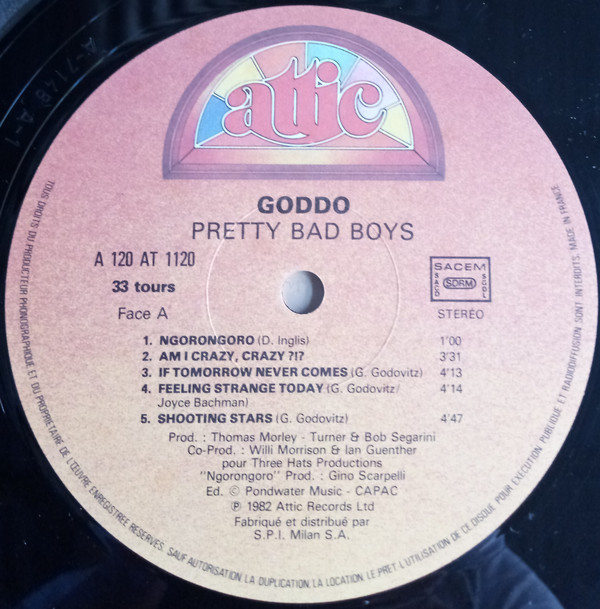 attic
GODDO
PRETTY BAD BOYS
A 120 AT 1120
33 tours
Face A
SACEM
SACD
SDRM
SGDL
STEREO
1. NGORONGORO (D. Inglis) 1'00
2. AM I CRAZY, CRAZY ?!? 3'31
3. IF TOMORROW NEVER COMES (G. Godovitz) 4'13
4. FEELING STRANGE TODAY (G. Godovitz/ 4'14
Joyce Bachman)
5. SHOOTING STARS (G. Godovitz) 4'47
Prod. : Thomas Morley - Turner & Bob Segarini
Co-Prod. : Willi Morrison & Ian Guenther
pour Three Hats Productions
"Ngorongoro" Prod. : Gino Scarpelli
Ed. © Pondwater Music - CAPAC
℗ 1982 Attic Records Ltd
Fabriqué et distribué par
S.P.I. Milan S.A.
TOUS DROITS DU PRODUCTEUR PHONOGRAPHIQUE ET DU PROPRIETAIRE DE L'ŒUVRE ENREGISTREE RESERVES. SAUF AUTORISATION LA DUPLICATION, LA LOCATION, LE PRET, L'UTILISATION DE CE DISQUE POUR EXECUTION PUBLIQUE ET RADIODIFFUSION SONT INTERDITS. MADE IN FRANCE.